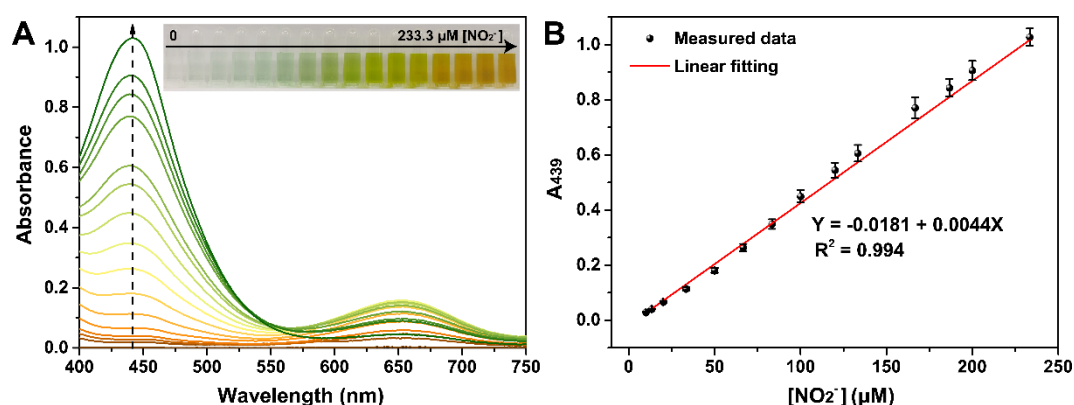 A
0 233.3 µM [NO₂⁻]
1.0
0.8
0.6
0.4
0.2
0.0
Absorbance
400 450 500 550 600 650 700 750
Wavelength (nm)
B
Measured data
Linear fitting
1.0
0.8
0.6
0.4
0.2
0.0
A₄₃₉
Y = -0.0181 + 0.0044X
R² = 0.994
0 50 100 150 200 250
[NO₂⁻] (µM)